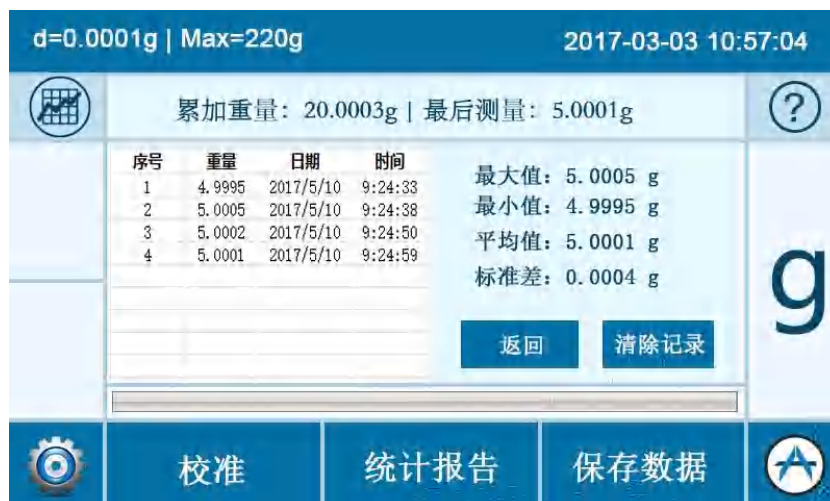 d=0.0001g | Max=220g 2017-03-03 10:57:04
累加重量: 20.0003g | 最后测量: 5.0001g
?
序号 重量 日期 时间
1 4.9995 2017/5/10 9:24:33
2 5.0005 2017/5/10 9:24:38
3 5.0002 2017/5/10 9:24:50
4 5.0001 2017/5/10 9:24:59
最大值: 5.0005 g
最小值: 4.9995 g
平均值: 5.0001 g
标准差: 0.0004 g
g
返回 清除记录
校准 统计报告 保存数据